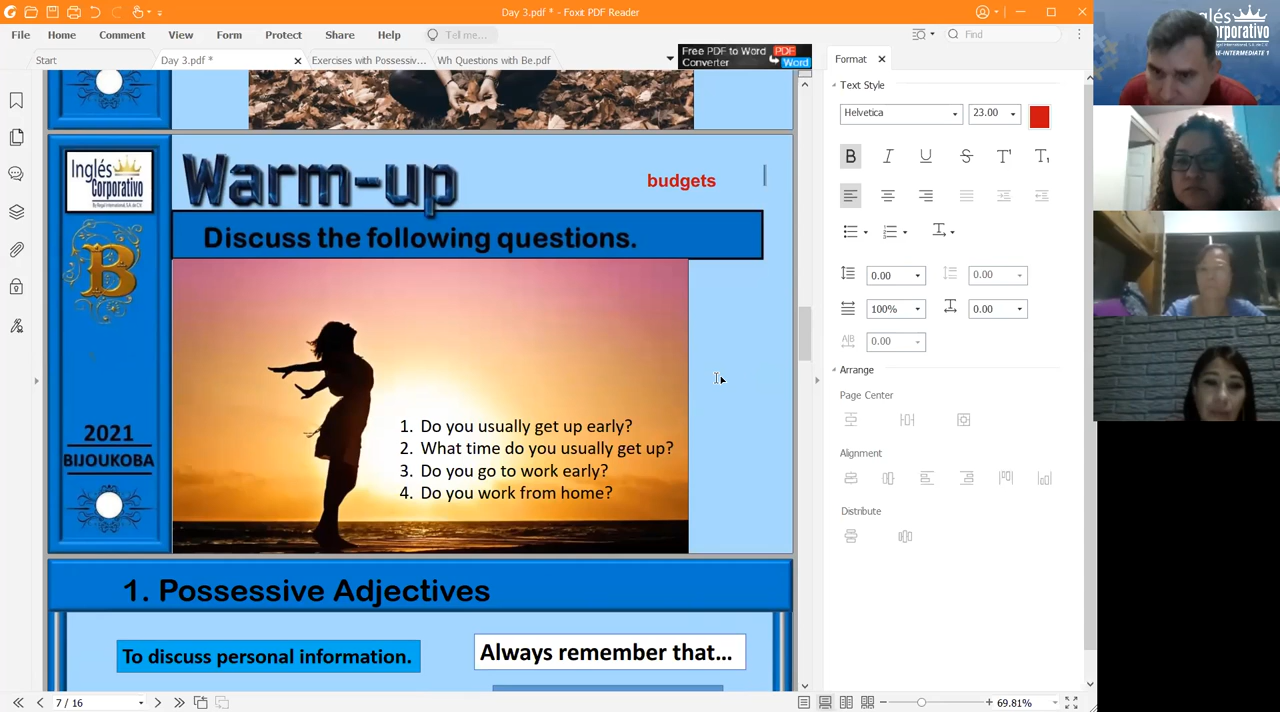 Day 3.pdf * - Foxit PDF Reader
File Home Comment View Form Protect Share Help Tell me... Find
Start Day 3.pdf * Exercises with Possessiv... Wh Questions with Be.pdf
Free PDF to Word Converter PDF Word
Format
Text Style
Helvetica 23.00
B I U S T T
0.00 0.00
100% 0.00
0.00
Arrange
Page Center
Alignment
Distribute
Inglés
Corporativo
Warm-up
budgets
Discuss the following questions.
B
1. Do you usually get up early?
2. What time do you usually get up?
3. Do you go to work early?
4. Do you work from home?
2021
BIJOUKOBA
1. Possessive Adjectives
To discuss personal information.
Always remember that...
7 / 16
69.81%
glés
rporativo
RE-INTERMEDIATE 1